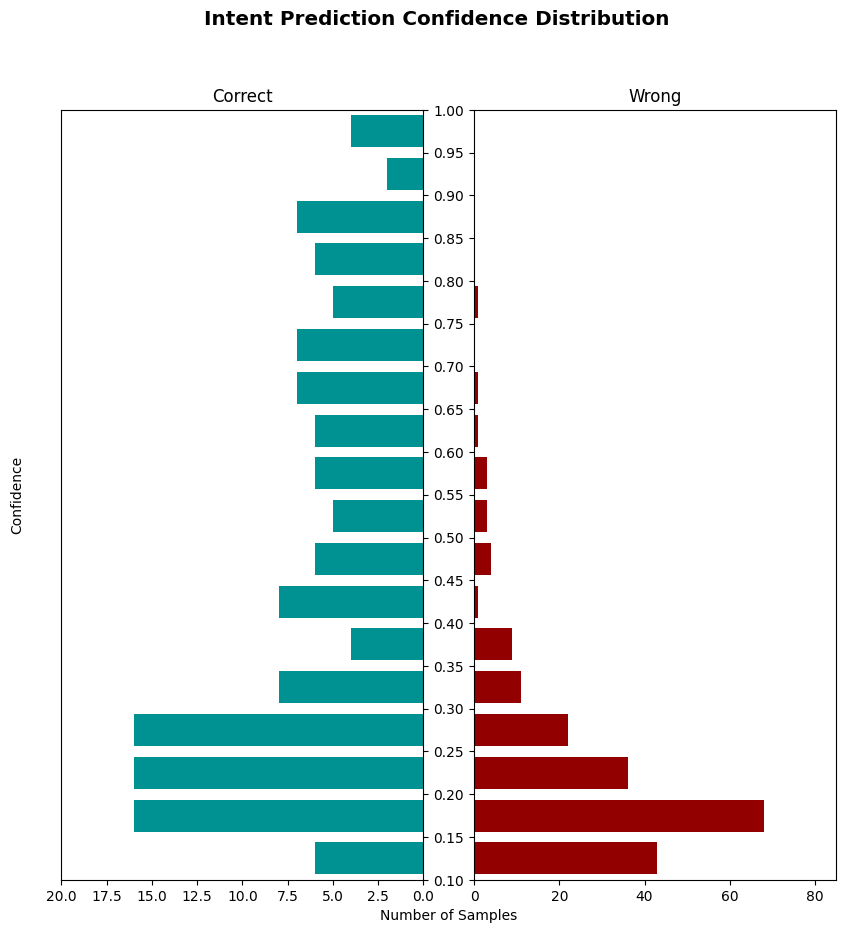 Intent Prediction Confidence Distribution
Correct
Wrong
1.00
0.95
0.90
0.85
0.80
0.75
0.70
0.65
0.60
0.55
0.50
0.45
0.40
0.35
0.30
0.25
0.20
0.15
0.10
Confidence
20.0 17.5 15.0 12.5 10.0 7.5 5.0 2.5 0.0
0 20 40 60 80
Number of Samples